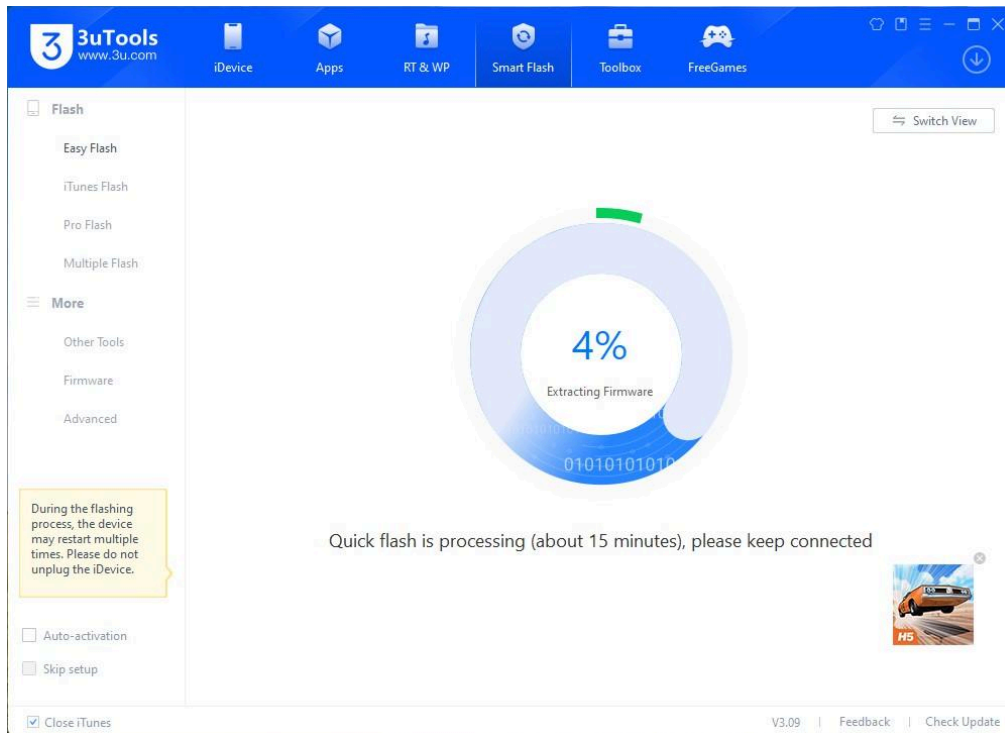 3 3uTools
www.3u.com
iDevice
Apps
RT & WP
Smart Flash
Toolbox
FreeGames
Flash
Easy Flash
iTunes Flash
Pro Flash
Multiple Flash
More
Other Tools
Firmware
Advanced
During the flashing
process, the device
may restart multiple
times. Please do not
unplug the iDevice.
Auto-activation
Skip setup
Close iTunes
Switch View
4%
Extracting Firmware
010101010101
Quick flash is processing (about 15 minutes), please keep connected
H5
V3.09 | Feedback | Check Update